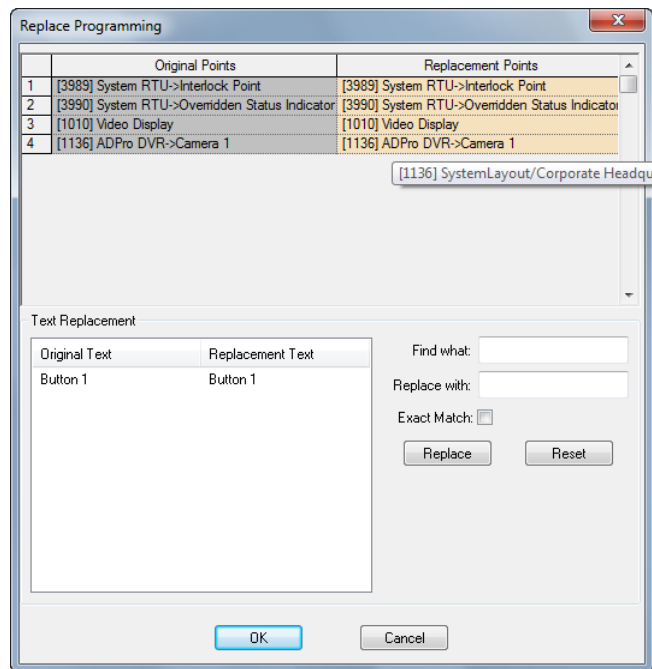 Replace Programming
Original Points Replacement Points
1 [3989] System RTU->Interlock Point [3989] System RTU->Interlock Point
2 [3990] System RTU->Overridden Status Indicator [3990] System RTU->Overridden Status Indicator
3 [1010] Video Display [1010] Video Display
4 [1136] ADPro DVR->Camera 1 [1136] ADPro DVR->Camera 1
[1136] SystemLayout/Corporate Headqu
Text Replacement
Original Text Replacement Text
Button 1 Button 1
Find what:
Replace with:
Exact Match:
Replace Reset
OK Cancel